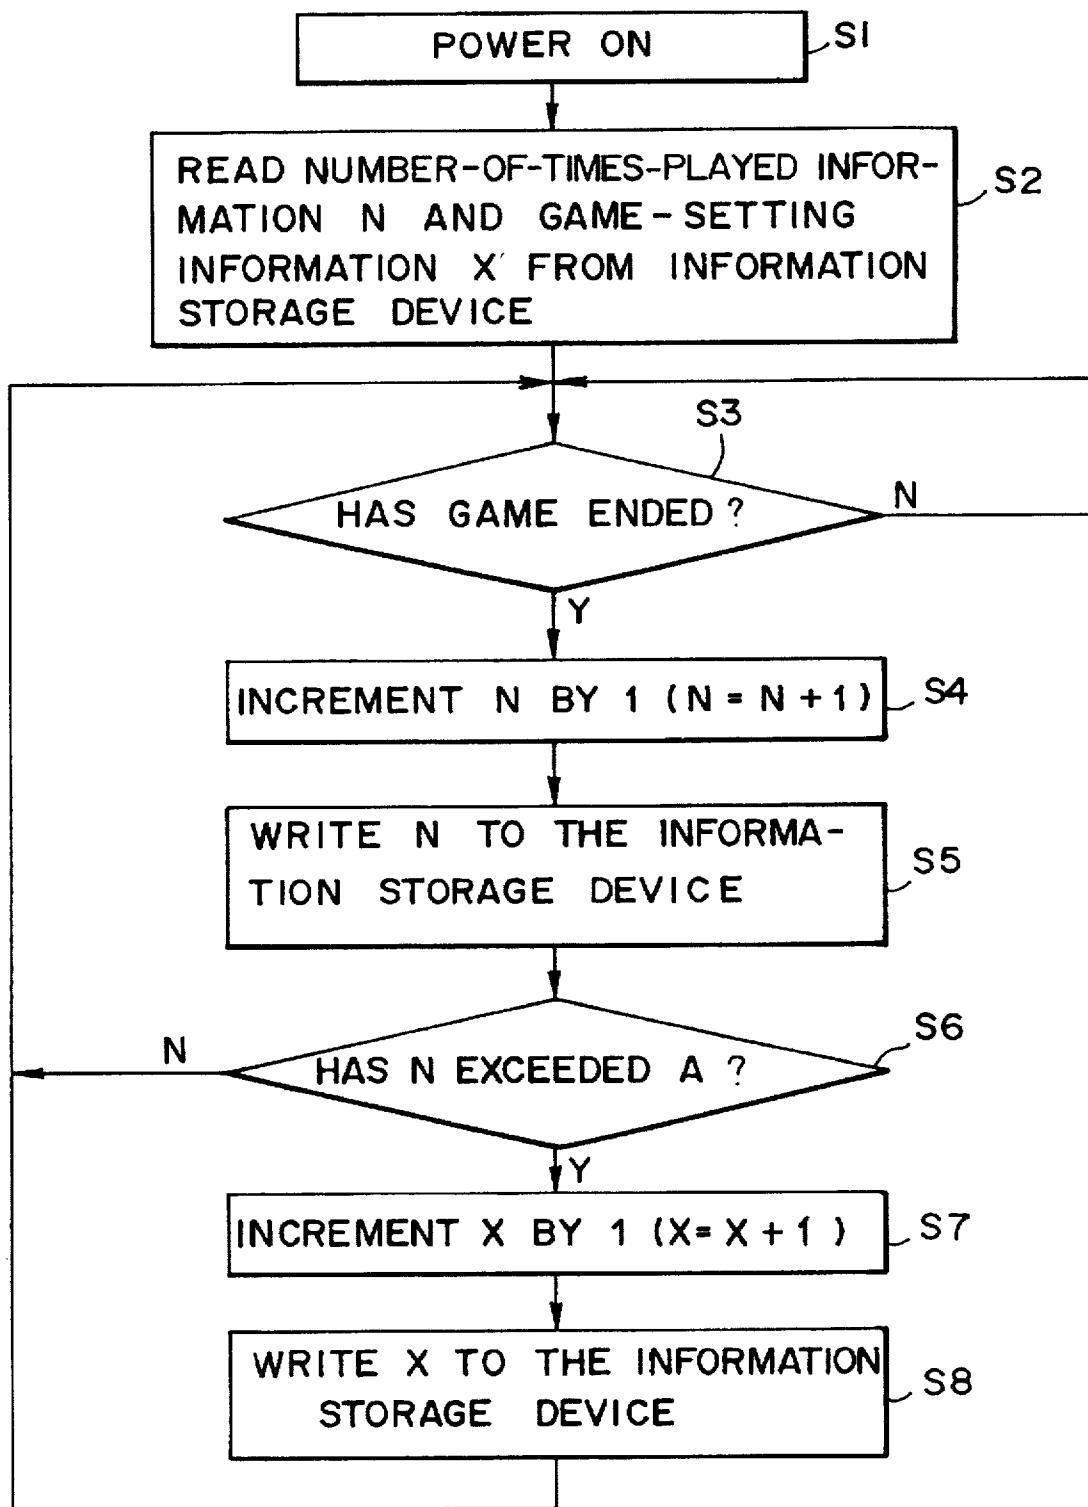 POWER ON
S1
READ NUMBER-OF-TIMES-PLAYED INFOR-
MATION N AND GAME-SETTING
INFORMATION X FROM INFORMATION
STORAGE DEVICE
S2
S3
HAS GAME ENDED?
N
Y
INCREMENT N BY 1 (N = N + 1)
S4
WRITE N TO THE INFORMA-
TION STORAGE DEVICE
S5
S6
N
HAS N EXCEEDED A ?
Y
INCREMENT X BY 1 (X = X + 1)
S7
WRITE X TO THE INFORMATION
STORAGE DEVICE
S8